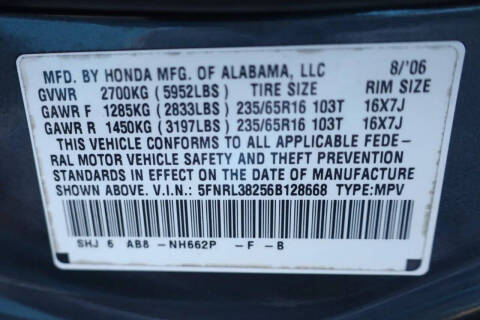 MFD. BY HONDA MFG. OF ALABAMA, LLC 8/'06
GVWR 2700KG (5952LBS) TIRE SIZE RIM SIZE
GAWR F 1285KG (2833LBS) 235/65R16 103T 16X7J
GAWR R 1450KG (3197LBS) 235/65R16 103T 16X7J
THIS VEHICLE CONFORMS TO ALL APPLICABLE FEDE-
RAL MOTOR VEHICLE SAFETY AND THEFT PREVENTION
STANDARDS IN EFFECT ON THE DATE OF MANUFACTURE
SHOWN ABOVE. V.I.N.: 5FNRL38256B128668 TYPE:MPV
SHJ 6 AB8- NH662P -F -B